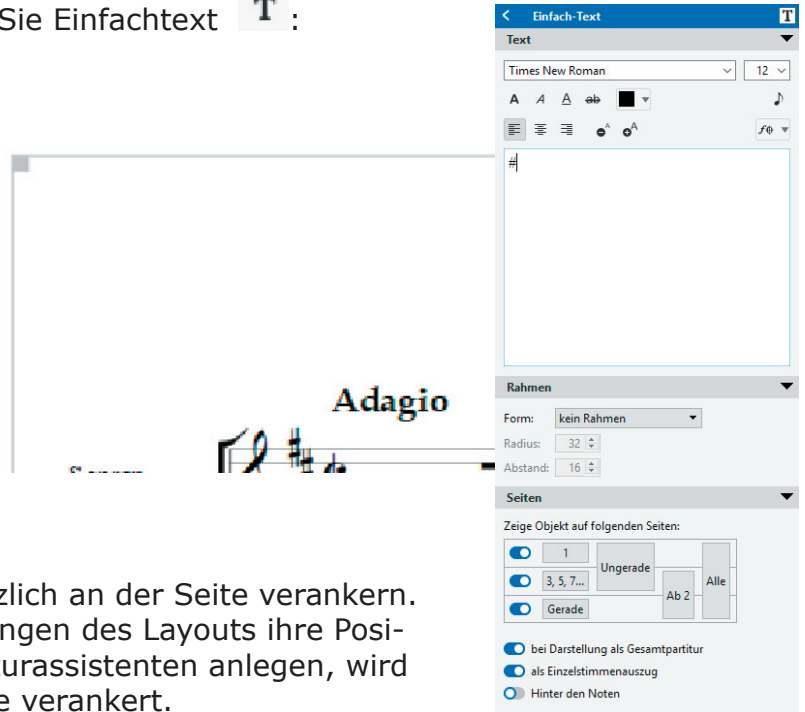 Sie Einfachtext T :
Adagio
zlich an der Seite verankern.
ngen des Layouts ihre Posi-
turassistenten anlegen, wird
e verankert.
Einfach-Text T
Text
Times New Roman 12
A A A ab
f
#
Rahmen
Form: kein Rahmen
Radius: 32
Abstand: 16
Seiten
Zeige Objekt auf folgenden Seiten:
1
Ungerade
3, 5, 7...
Ab 2
Alle
Gerade
bei Darstellung als Gesamtpartitur
als Einzelstimmenauszug
Hinter den Noten